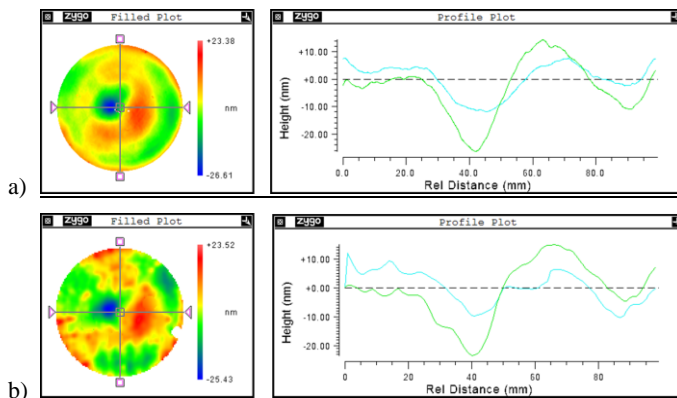 zygo Filled Plot
+23.38
nm
-26.61
zygo Profile Plot
Height (nm)
+10.00
+0.00
-10.00
-20.00
0.0 20.0 40.0 60.0 80.0
Rel Distance (mm)
a)
zygo Filled Plot
+23.52
nm
-25.43
zygo Profile Plot
Height (nm)
+10.00
+0.00
-10.00
-20.00
0 20 40 60 80
Rel Distance (mm)
b)